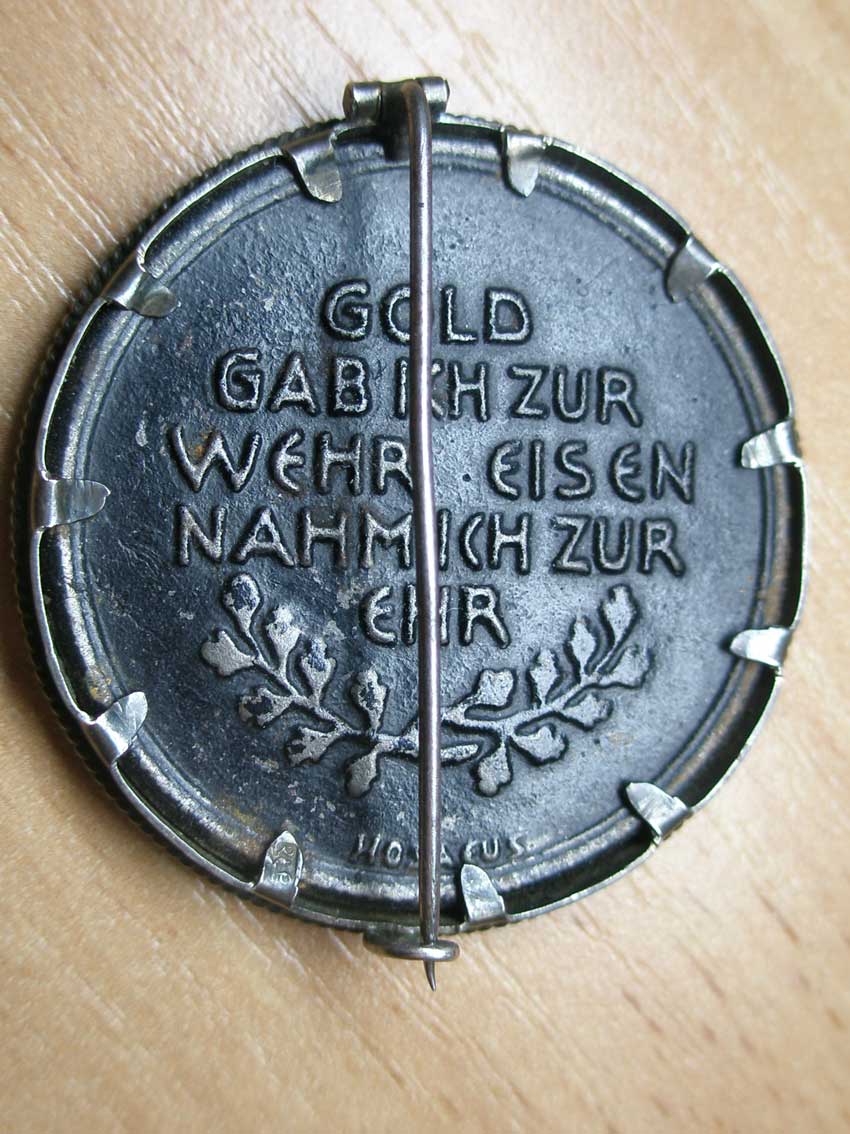 GOLD
GAB ICH ZUR
WEHR EISEN
NAHM ICH ZUR
EHR